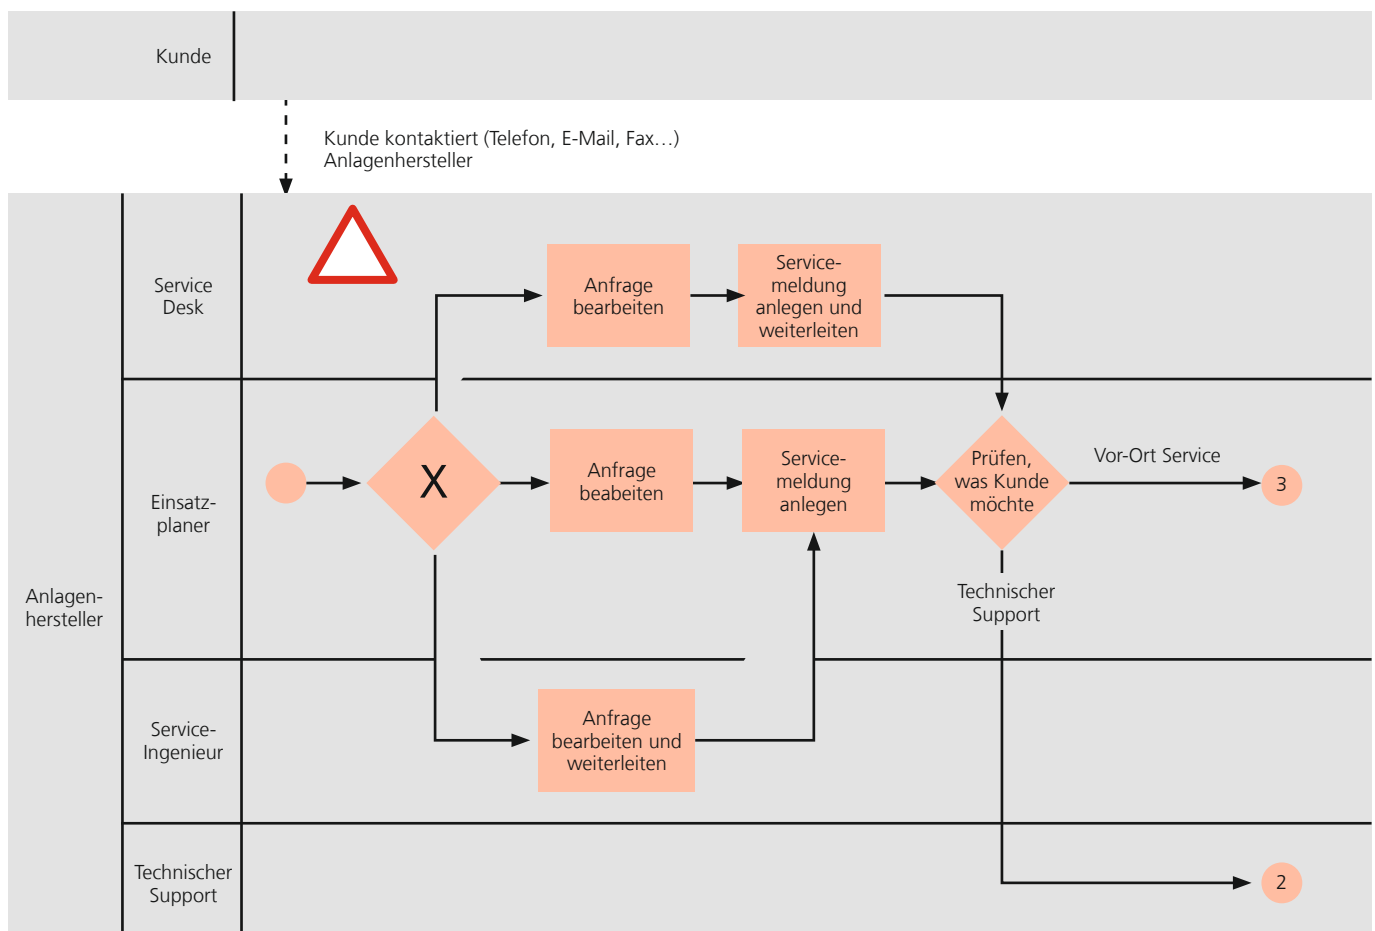 Kunde
Kunde kontaktiert (Telefon, E-Mail, Fax…)
Anlagenhersteller
Service
Desk
Anfrage
bearbeiten
Service-
meldung
anlegen und
weiterleiten
Einsatz-
planer
X
Anfrage
beabeiten
Service-
meldung
anlegen
Prüfen,
was Kunde
möchte
Vor-Ort Service
3
Technischer
Support
Anlagen-
hersteller
Service-
Ingenieur
Anfrage
bearbeiten und
weiterleiten
Technischer
Support
2